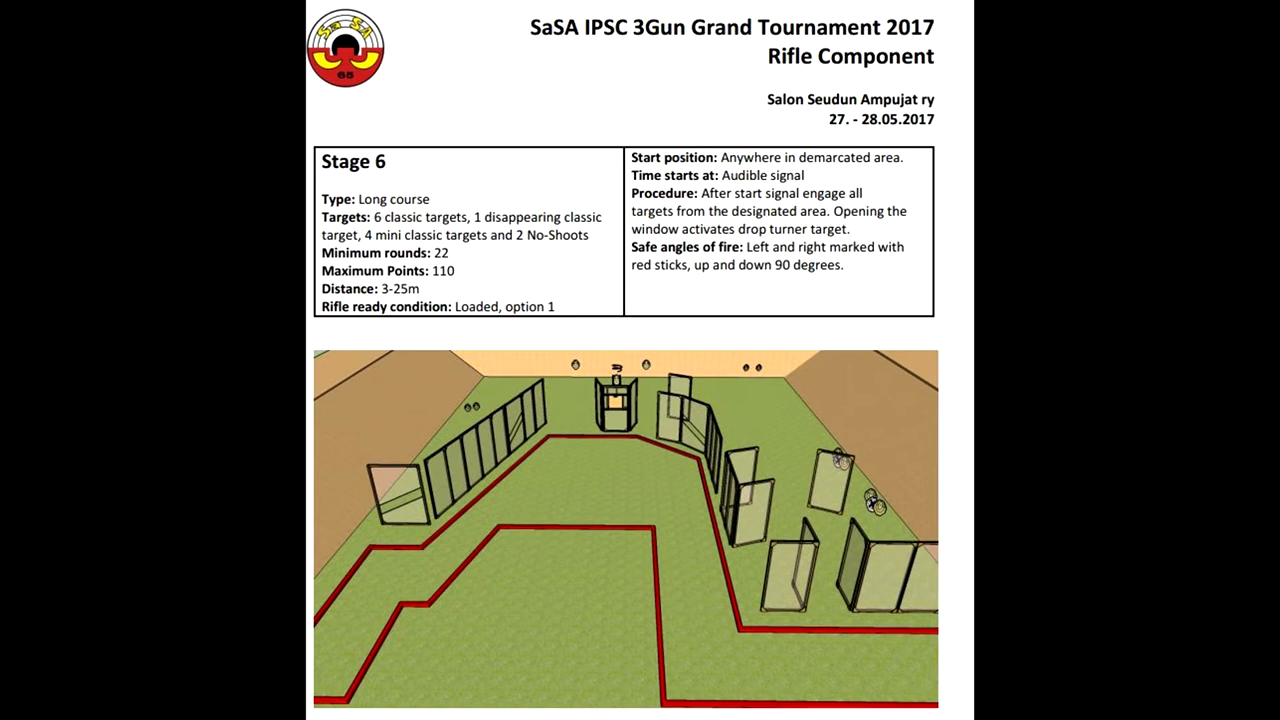 SaSA
65
SaSA IPSC 3Gun Grand Tournament 2017
Rifle Component
Salon Seudun Ampujat ry
27. - 28.05.2017
Stage 6
Type: Long course
Targets: 6 classic targets, 1 disappearing classic
target, 4 mini classic targets and 2 No-Shoots
Minimum rounds: 22
Maximum Points: 110
Distance: 3-25m
Rifle ready condition: Loaded, option 1
Start position: Anywhere in demarcated area.
Time starts at: Audible signal
Procedure: After start signal engage all
targets from the designated area. Opening the
window activates drop turner target.
Safe angles of fire: Left and right marked with
red sticks, up and down 90 degrees.